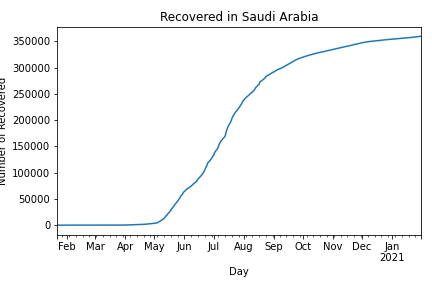 Recovered in Saudi Arabia
350000
300000
250000
200000
150000
100000
50000
0
Number of Recovered
Feb Mar Apr May Jun Jul Aug Sep Oct Nov Dec Jan
2021
Day